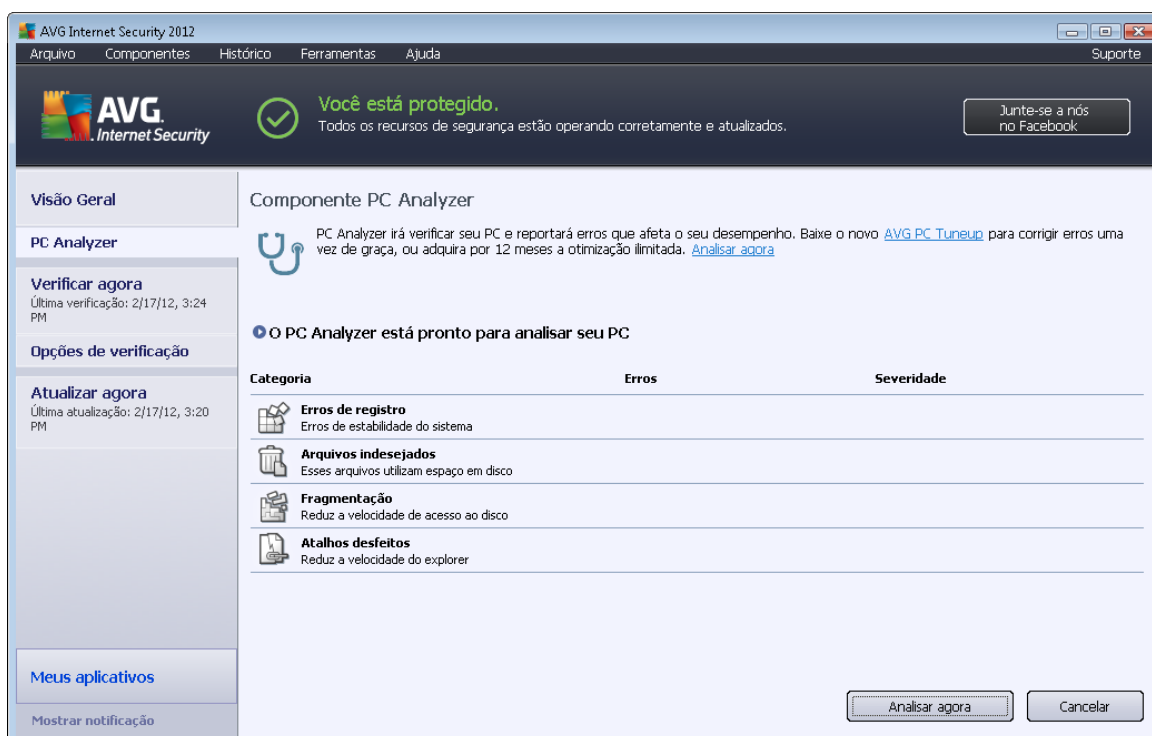 AVG Internet Security 2012
Arquivo Componentes Histórico Ferramentas Ajuda Suporte
AVG.
Internet Security
Você está protegido.
Todos os recursos de segurança estão operando corretamente e atualizados.
Junte-se a nós
no Facebook
Visão Geral
PC Analyzer
Verificar agora
Última verificação: 2/17/12, 3:24
PM
Opções de verificação
Atualizar agora
Última atualização: 2/17/12, 3:20
PM
Meus aplicativos
Mostrar notificação
Componente PC Analyzer
PC Analyzer irá verificar seu PC e reportará erros que afeta o seu desempenho. Baixe o novo AVG PC Tuneup para corrigir erros uma
vez de graça, ou adquira por 12 meses a otimização ilimitada. Analisar agora
O PC Analyzer está pronto para analisar seu PC
Categoria Erros Severidade
Erros de registro
Erros de estabilidade do sistema
Arquivos indesejados
Esses arquivos utilizam espaço em disco
Fragmentação
Reduz a velocidade de acesso ao disco
Atalhos desfeitos
Reduz a velocidade do explorer
Analisar agora Cancelar